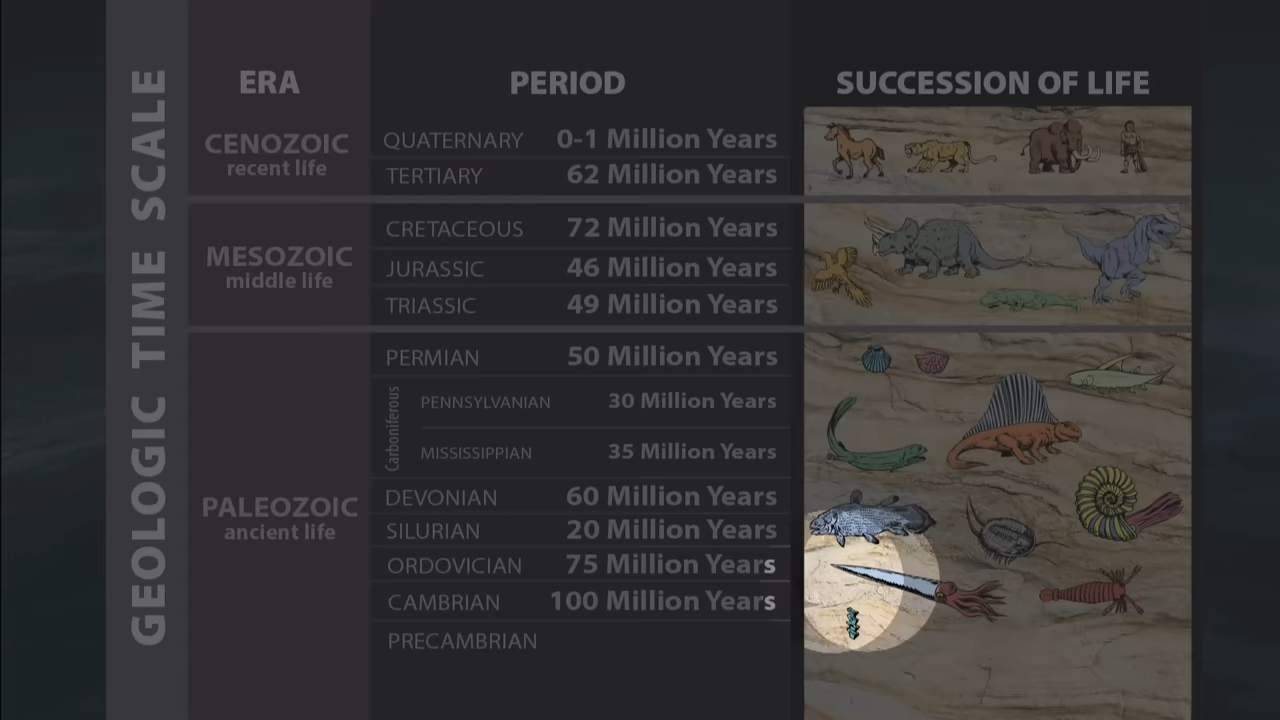 GEOLOGIC TIME SCALE
ERA
PERIOD
SUCCESSION OF LIFE
CENOZOIC
recent life
QUATERNARY 0-1 Million Years
TERTIARY 62 Million Years
MESOZOIC
middle life
CRETACEOUS 72 Million Years
JURASSIC 46 Million Years
TRIASSIC 49 Million Years
PALEOZOIC
ancient life
PERMIAN 50 Million Years
Carboniferous
PENNSYLVANIAN 30 Million Years
MISSISSIPPIAN 35 Million Years
DEVONIAN 60 Million Years
SILURIAN 20 Million Years
ORDOVICIAN 75 Million Years
CAMBRIAN 100 Million Years
PRECAMBRIAN